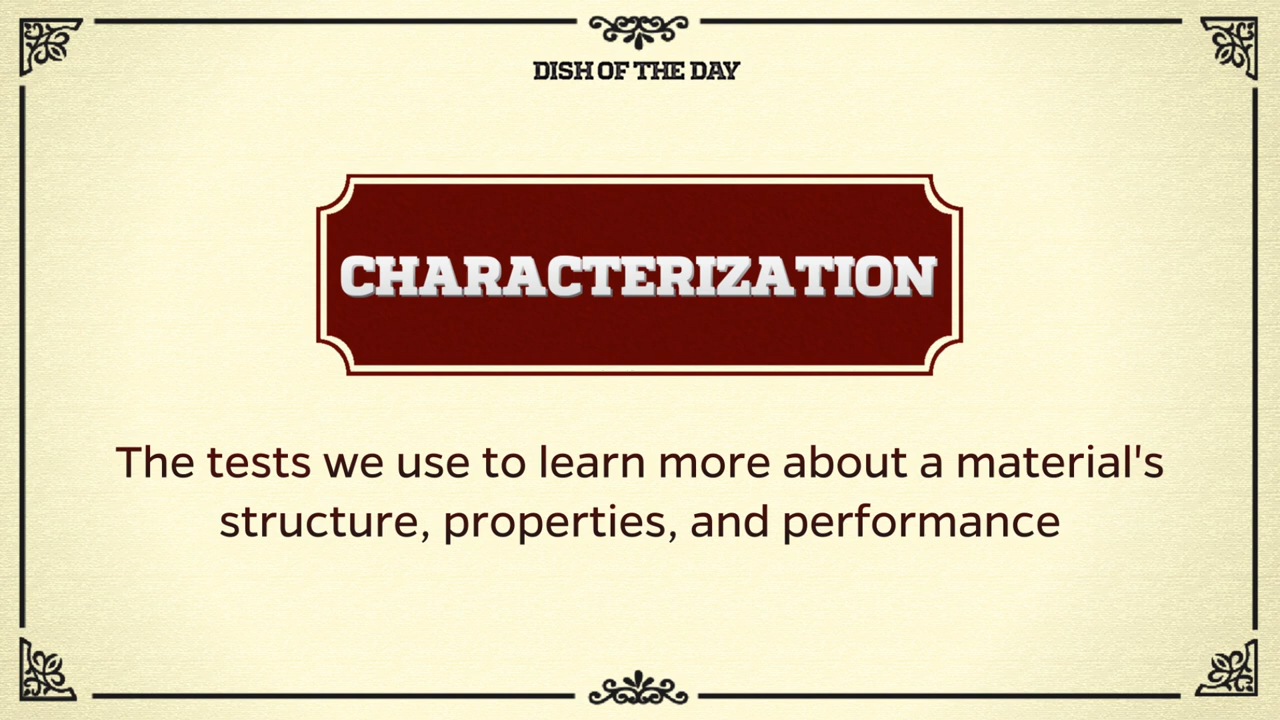 DISH OF THE DAY
CHARACTERIZATION
The tests we use to learn more about a material's
structure, properties, and performance